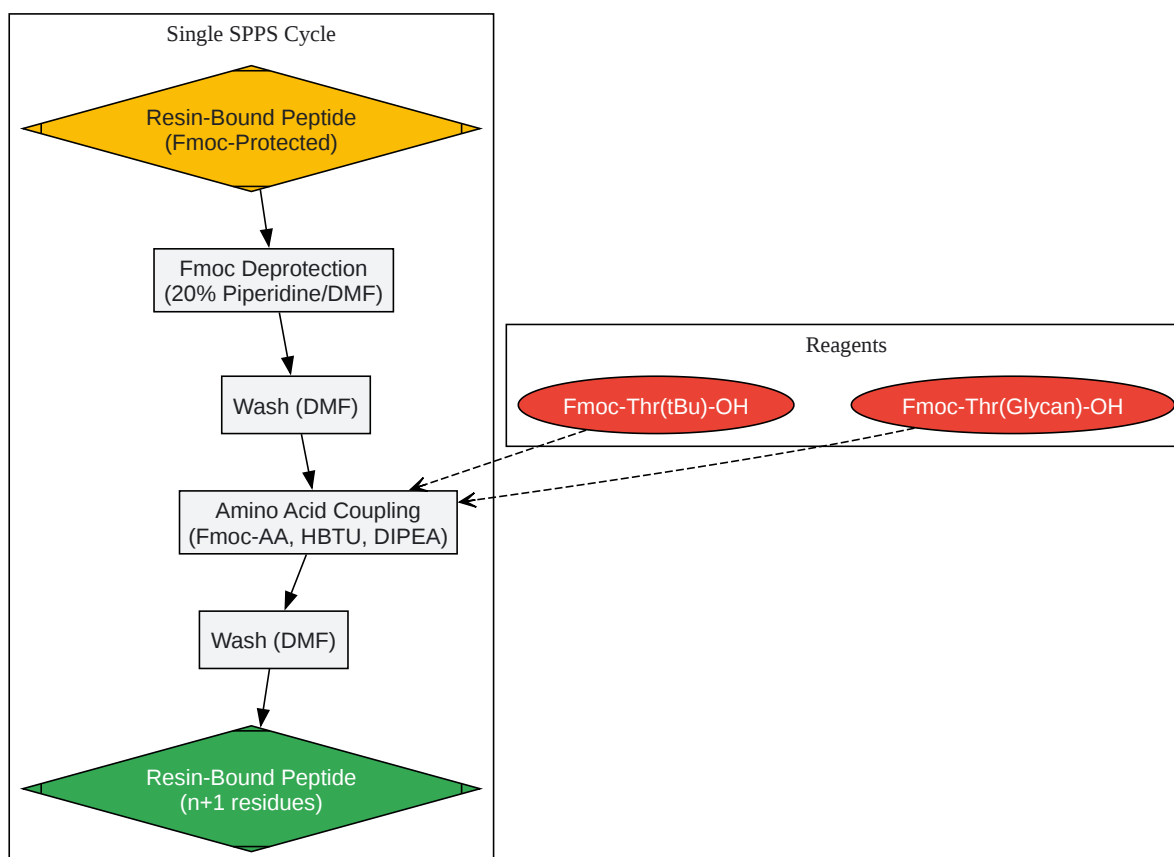 Single SPPS Cycle
Resin-Bound Peptide
(Fmoc-Protected)
Fmoc Deprotection
(20% Piperidine/DMF)
Wash (DMF)
Amino Acid Coupling
(Fmoc-AA, HBTU, DIPEA)
Wash (DMF)
Resin-Bound Peptide
(n+1 residues)
Reagents
Fmoc-Thr(tBu)-OH
Fmoc-Thr(Glycan)-OH